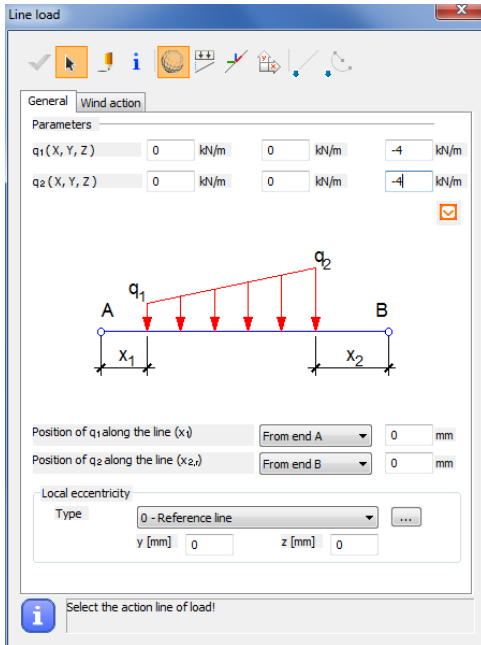 Line load
General Wind action
Parameters
q₁(X, Y, Z) 0 kN/m 0 kN/m -4 kN/m
q₂(X, Y, Z) 0 kN/m 0 kN/m -4 kN/m
q₂
q₁
A B
x₁ x₂
Position of q₁ along the line (x₁) From end A 0 mm
Position of q₂ along the line (x₂,r) From end B 0 mm
Local eccentricity
Type 0 - Reference line ...
y [mm] 0 z [mm] 0
Select the action line of load!